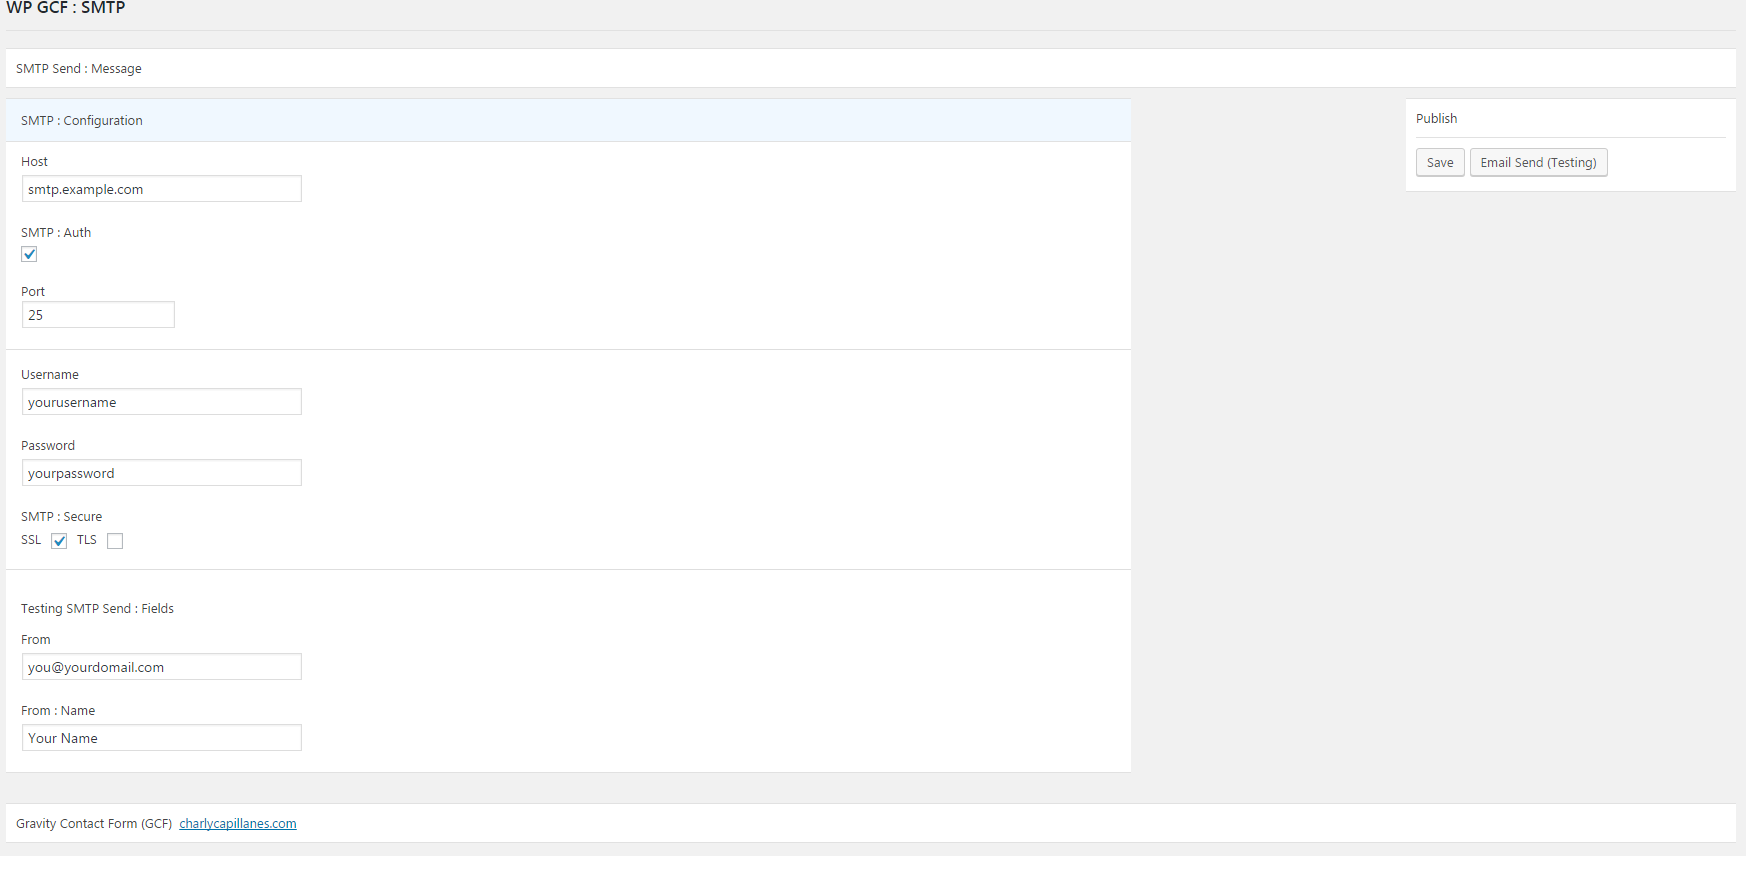 WP GCF : SMTP
SMTP Send : Message
SMTP : Configuration
Host
smtp.example.com
SMTP : Auth
Port
25
Username
yourusername
Password
yourpassword
SMTP : Secure
SSL TLS
Testing SMTP Send : Fields
From
you@yourdomail.com
From : Name
Your Name
Publish
Save Email Send (Testing)
Gravity Contact Form (GCF) charlycapillanes.com